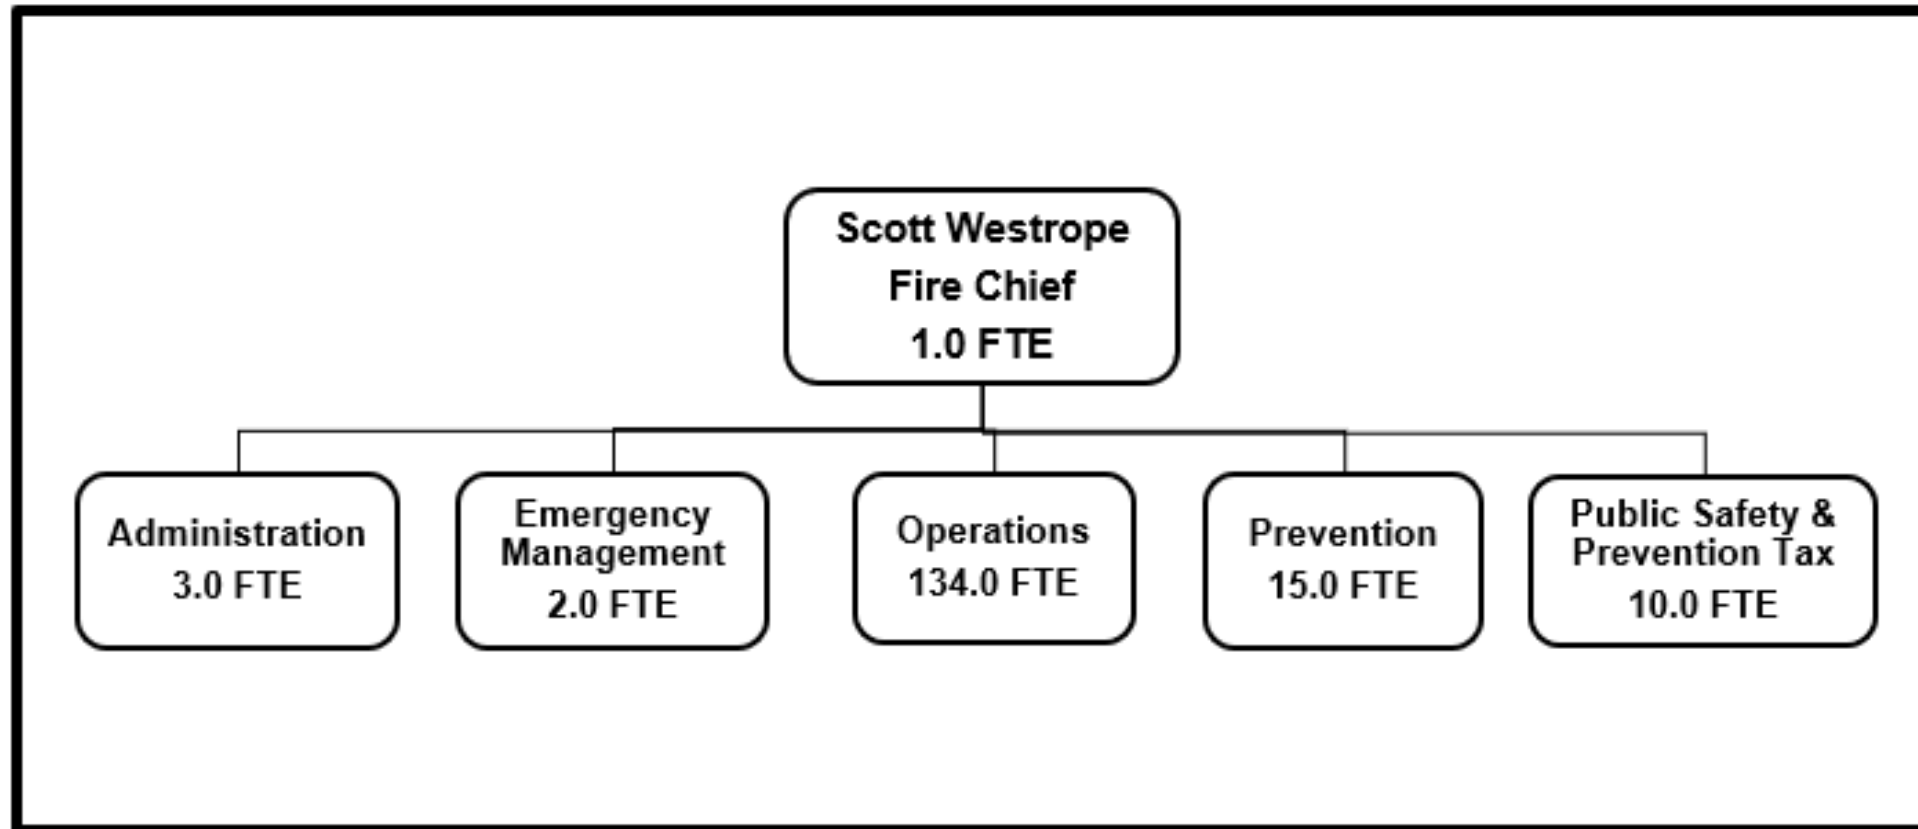 Scott Westrope
Fire Chief
1.0 FTE
Administration
3.0 FTE
Emergency
Management
2.0 FTE
Operations
134.0 FTE
Prevention
15.0 FTE
Public Safety &
Prevention Tax
10.0 FTE